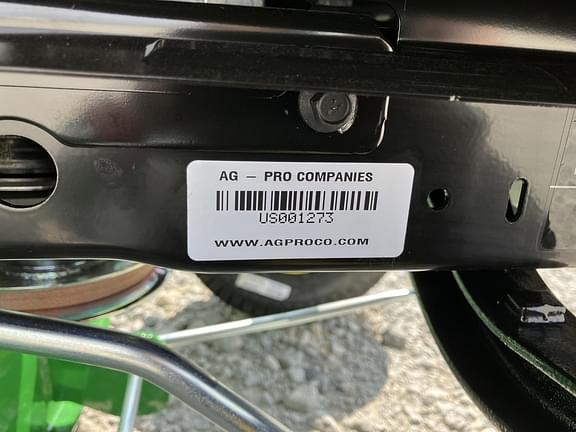 AG - PRO COMPANIES
US001273
WWW.AGPROCO.COM